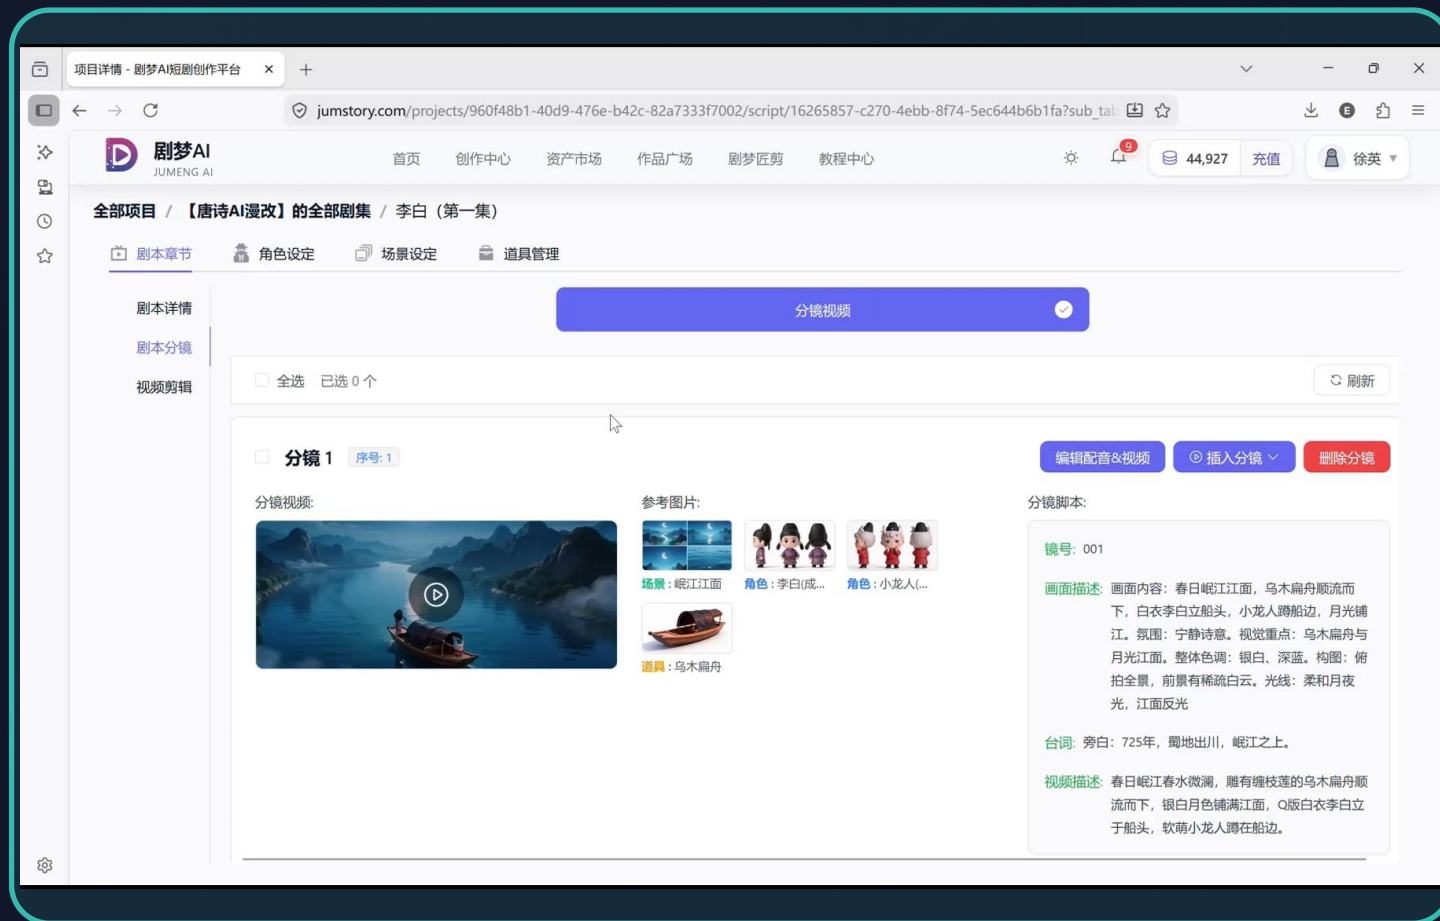 项目详情 - 剧梦AI短剧创作平台
jumstory.com/projects/960f48b1-40d9-476e-b42c-82a7333f7002/script/16265857-c270-4ebb-8f74-5ec644b6b1fa?sub_tab
E
剧梦AI
JUMENG AI
首页 创作中心 资产市场 作品广场 剧梦匠剪 教程中心
9
44,927 充值
徐英
全部项目 / 【唐诗AI漫改】的全部剧集 / 李白（第一集）
剧本章节 角色设定 场景设定 道具管理
剧本详情
剧本分镜
视频剪辑
分镜视频
全选 已选 0 个
刷新
分镜 1 序号: 1
编辑配音&视频 插入分镜 删除分镜
分镜视频:
参考图片:
场景 : 岷江江面
角色 : 李白(成...
角色 : 小龙人(...
道具 : 乌木扁舟
分镜脚本:
镜号: 001
画面描述: 画面内容：春日岷江江面，乌木扁舟顺流而
下，白衣李白立船头，小龙人蹲船边，月光铺
江。氛围：宁静诗意。视觉重点：乌木扁舟与
月光江面。整体色调：银白、深蓝。构图：俯
拍全景，前景有稀疏白云。光线：柔和月夜
光，江面反光
台词: 旁白：725年，蜀地出川，岷江之上。
视频描述: 春日岷江春水微澜，雕有缠枝莲的乌木扁舟顺
流而下，银白月色铺满江面，Q版白衣李白立
于船头，软萌小龙人蹲在船边。